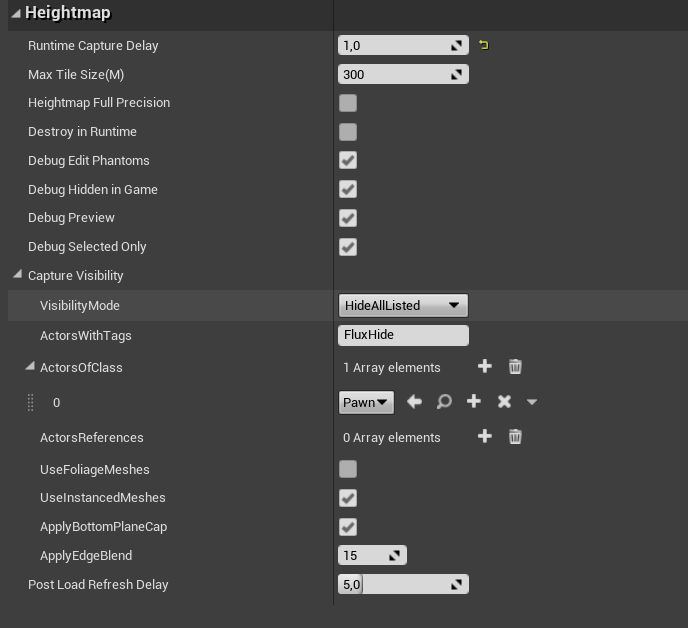 Heightmap
Runtime Capture Delay 1,0
Max Tile Size(M) 300
Heightmap Full Precision
Destroy in Runtime
Debug Edit Phantoms
Debug Hidden in Game
Debug Preview
Debug Selected Only
Capture Visibility
VisibilityMode HideAllListed
ActorsWithTags FluxHide
ActorsOfClass 1 Array elements
0 Pawn
ActorsReferences 0 Array elements
UseFoliageMeshes
UseInstancedMeshes
ApplyBottomPlaneCap
ApplyEdgeBlend 15
Post Load Refresh Delay 5,0